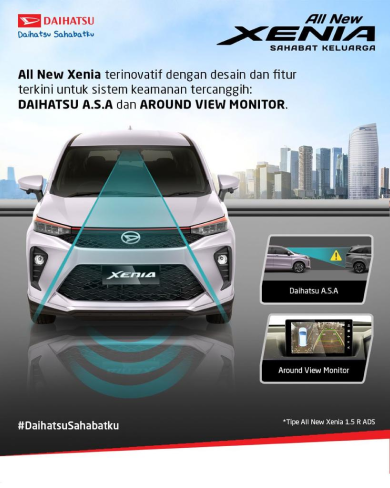 DAIHATSU
Daihatsu Sahabatku
All New
XENIA
SAHABAT KELUARGA
All New Xenia terinovatif dengan desain dan fitur
terkini untuk sistem keamanan tercanggih:
DAIHATSU A.S.A dan AROUND VIEW MONITOR.
XENIA
Daihatsu A.S.A
Around View Monitor
#DaihatsuSahabatku
*Tipe All New Xenia 1.5 R ADS